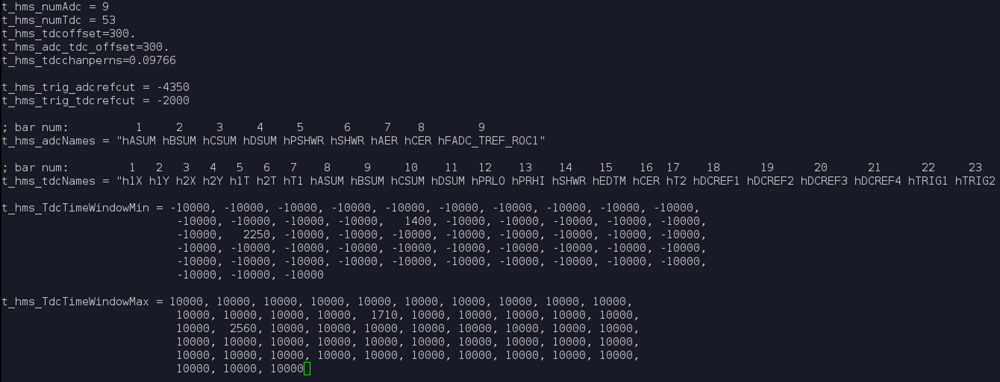 t_hms_numAdc = 9
t_hms_numTdc = 53
t_hms_tdcoffset=300.
t_hms_adc_tdc_offset=300.
t_hms_tdcchanperns=0.09766
t_hms_trig_adcrefcut = -4350
t_hms_trig_tdcrefcut = -2000
; bar num: 1 2 3 4 5 6 7 8 9
t_hms_adcNames = "hASUM hBSUM hCSUM hDSUM hPSHWR hSHWR hAER hCER hFADC_TREF_ROC1"
; bar num: 1 2 3 4 5 6 7 8 9 10 11 12 13 14 15 16 17 18 19 20 21 22 23
t_hms_tdcNames = "h1X h1Y h2X h2Y h1T h2T hT1 hASUM hBSUM hCSUM hDSUM hPRLO hPRHI hSHWR hEDTM hCER hT2 hDCREF1 hDCREF2 hDCREF3 hDCREF4 hTRIG1 hTRIG2
t_hms_TdcTimeWindowMin = -10000, -10000, -10000, -10000, -10000, -10000, -10000, -10000, -10000, -10000,
-10000, -10000, -10000, -10000, 1400, -10000, -10000, -10000, -10000, -10000,
-10000, 2250, -10000, -10000, -10000, -10000, -10000, -10000, -10000, -10000,
-10000, -10000, -10000, -10000, -10000, -10000, -10000, -10000, -10000, -10000,
-10000, -10000, -10000, -10000, -10000, -10000, -10000, -10000, -10000, -10000,
-10000, -10000, -10000
t_hms_TdcTimeWindowMax = 10000, 10000, 10000, 10000, 10000, 10000, 10000, 10000, 10000, 10000,
10000, 10000, 10000, 10000, 1710, 10000, 10000, 10000, 10000, 10000,
10000, 2560, 10000, 10000, 10000, 10000, 10000, 10000, 10000, 10000,
10000, 10000, 10000, 10000, 10000, 10000, 10000, 10000, 10000, 10000,
10000, 10000, 10000, 10000, 10000, 10000, 10000, 10000, 10000, 10000,
10000, 10000, 10000